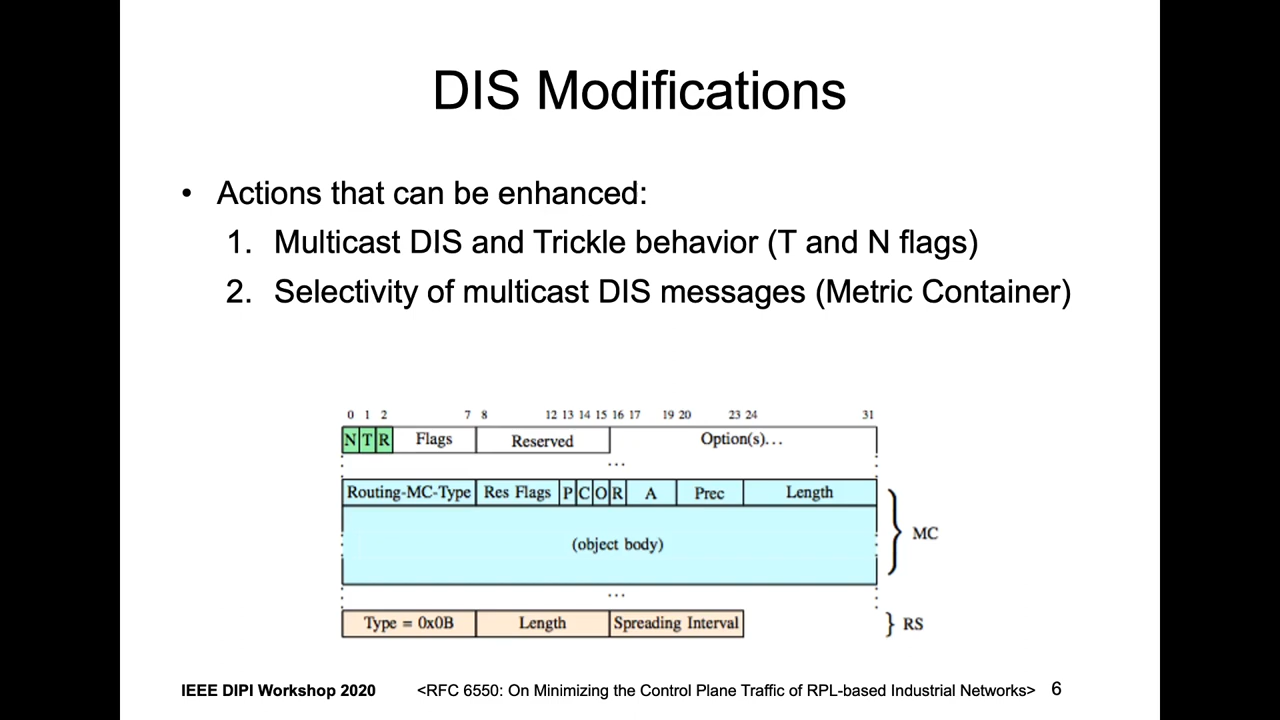 DIS Modifications
• Actions that can be enhanced:
1. Multicast DIS and Trickle behavior (T and N flags)
2. Selectivity of multicast DIS messages (Metric Container)
0 1 2 7 8 12 13 14 15 16 17 19 20 23 24 31
N T R Flags Reserved Option(s)...
...
Routing-MC-Type Res Flags P C O R A Prec Length
(object body)
} MC
...
Type = 0x0B Length Spreading Interval } RS
IEEE DIPI Workshop 2020 <RFC 6550: On Minimizing the Control Plane Traffic of RPL-based Industrial Networks> 6